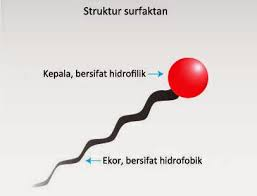 Struktur surfaktan
Kepala, bersifat hidrofilik
Ekor, bersifat hidrofobik